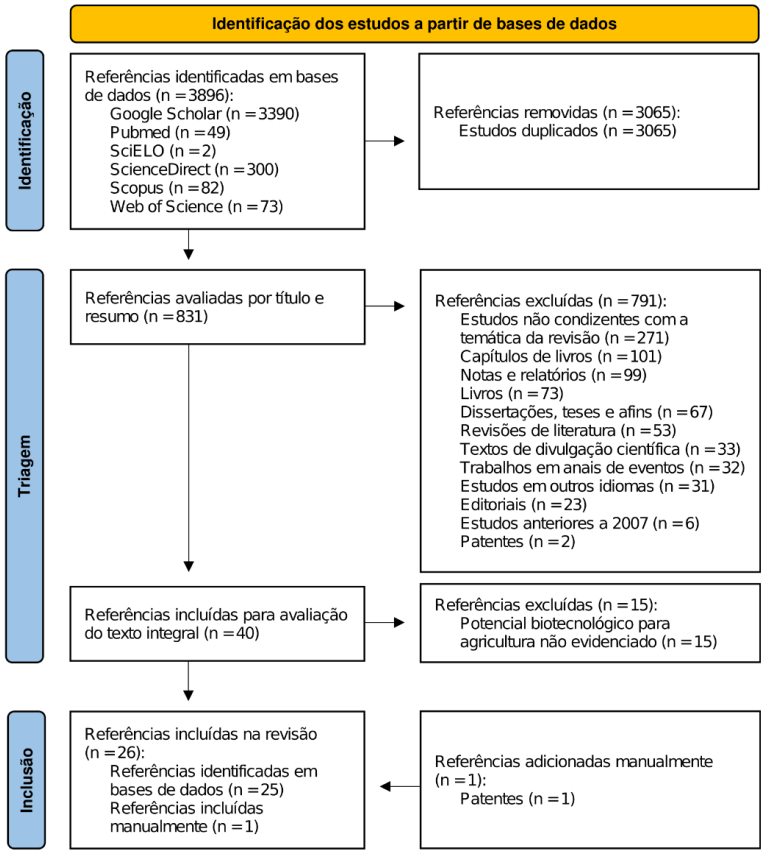 Identificação dos estudos a partir de bases de dados
Identificação
Referências identificadas em bases
de dados (n = 3896):
Google Scholar (n = 3390)
Pubmed (n = 49)
SciELO (n = 2)
ScienceDirect (n = 300)
Scopus (n = 82)
Web of Science (n = 73)
Referências removidas (n = 3065):
Estudos duplicados (n = 3065)
Triagem
Referências avaliadas por título e
resumo (n = 831)
Referências excluídas (n = 791):
Estudos não condizentes com a
temática da revisão (n = 271)
Capítulos de livros (n = 101)
Notas e relatórios (n = 99)
Livros (n = 73)
Dissertações, teses e afins (n = 67)
Revisões de literatura (n = 53)
Textos de divulgação científica (n = 33)
Trabalhos em anais de eventos (n = 32)
Estudos em outros idiomas (n = 31)
Editoriais (n = 23)
Estudos anteriores a 2007 (n = 6)
Patentes (n = 2)
Referências incluídas para avaliação
do texto integral (n = 40)
Referências excluídas (n = 15):
Potencial biotecnológico para
agricultura não evidenciado (n = 15)
Inclusão
Referências incluídas na revisão
(n = 26):
Referências identificadas em
bases de dados (n = 25)
Referências incluídas
manualmente (n = 1)
Referências adicionadas manualmente
(n = 1):
Patentes (n = 1)